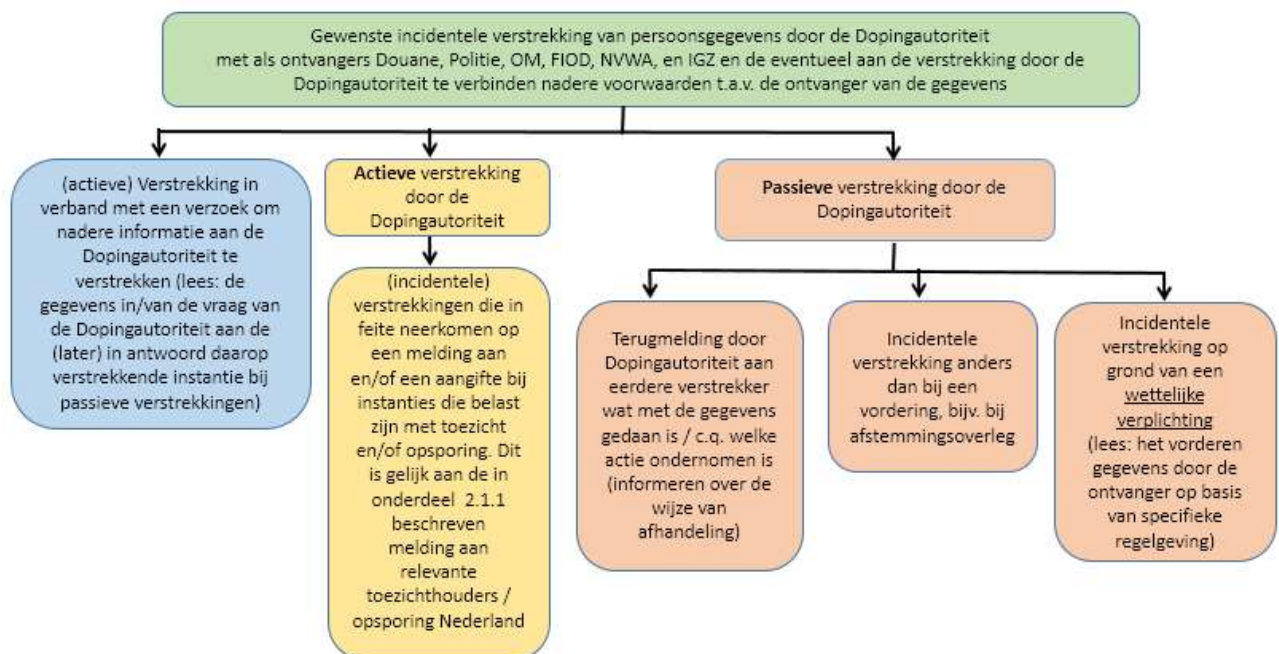 Gewenste incidentele verstrekking van persoonsgegevens door de Dopingautoriteit
met als ontvangers Douane, Politie, OM, FIOD, NVWA, en IGZ en de eventueel aan de verstrekking door de
Dopingautoriteit te verbinden nadere voorwaarden t.a.v. de ontvanger van de gegevens
(actieve) Verstrekking in
verband met een verzoek om
nadere informatie aan de
Dopingautoriteit te
verstrekken (lees: de
gegevens in/van de vraag van
de Dopingautoriteit aan de
(later) in antwoord daarop
verstrekkende instantie bij
passieve verstrekkingen)
Actieve verstrekking
door de
Dopingautoriteit
(incidentele)
verstrekkingen die in
feite neerkomen op
een melding aan
en/of een aangifte bij
instanties die belast
zijn met toezicht
en/of opsporing. Dit
is gelijk aan de in
onderdeel 2.1.1
beschreven
melding aan
relevante
toezichthouders /
opsporing Nederland
Passieve verstrekking door de
Dopingautoriteit
Terugmelding door
Dopingautoriteit aan
eerdere verstrekker
wat met de gegevens
gedaan is / c.q. welke
actie ondernomen is
(informeren over de
wijze van
afhandeling)
Incidentele
verstrekking anders
dan bij een
vordering, bijv. bij
afstemmingsoverleg
Incidentele
verstrekking op
grond van een
wettelijke
verplichting
(lees: het vorderen
gegevens door de
ontvanger op basis
van specifieke
regelgeving)